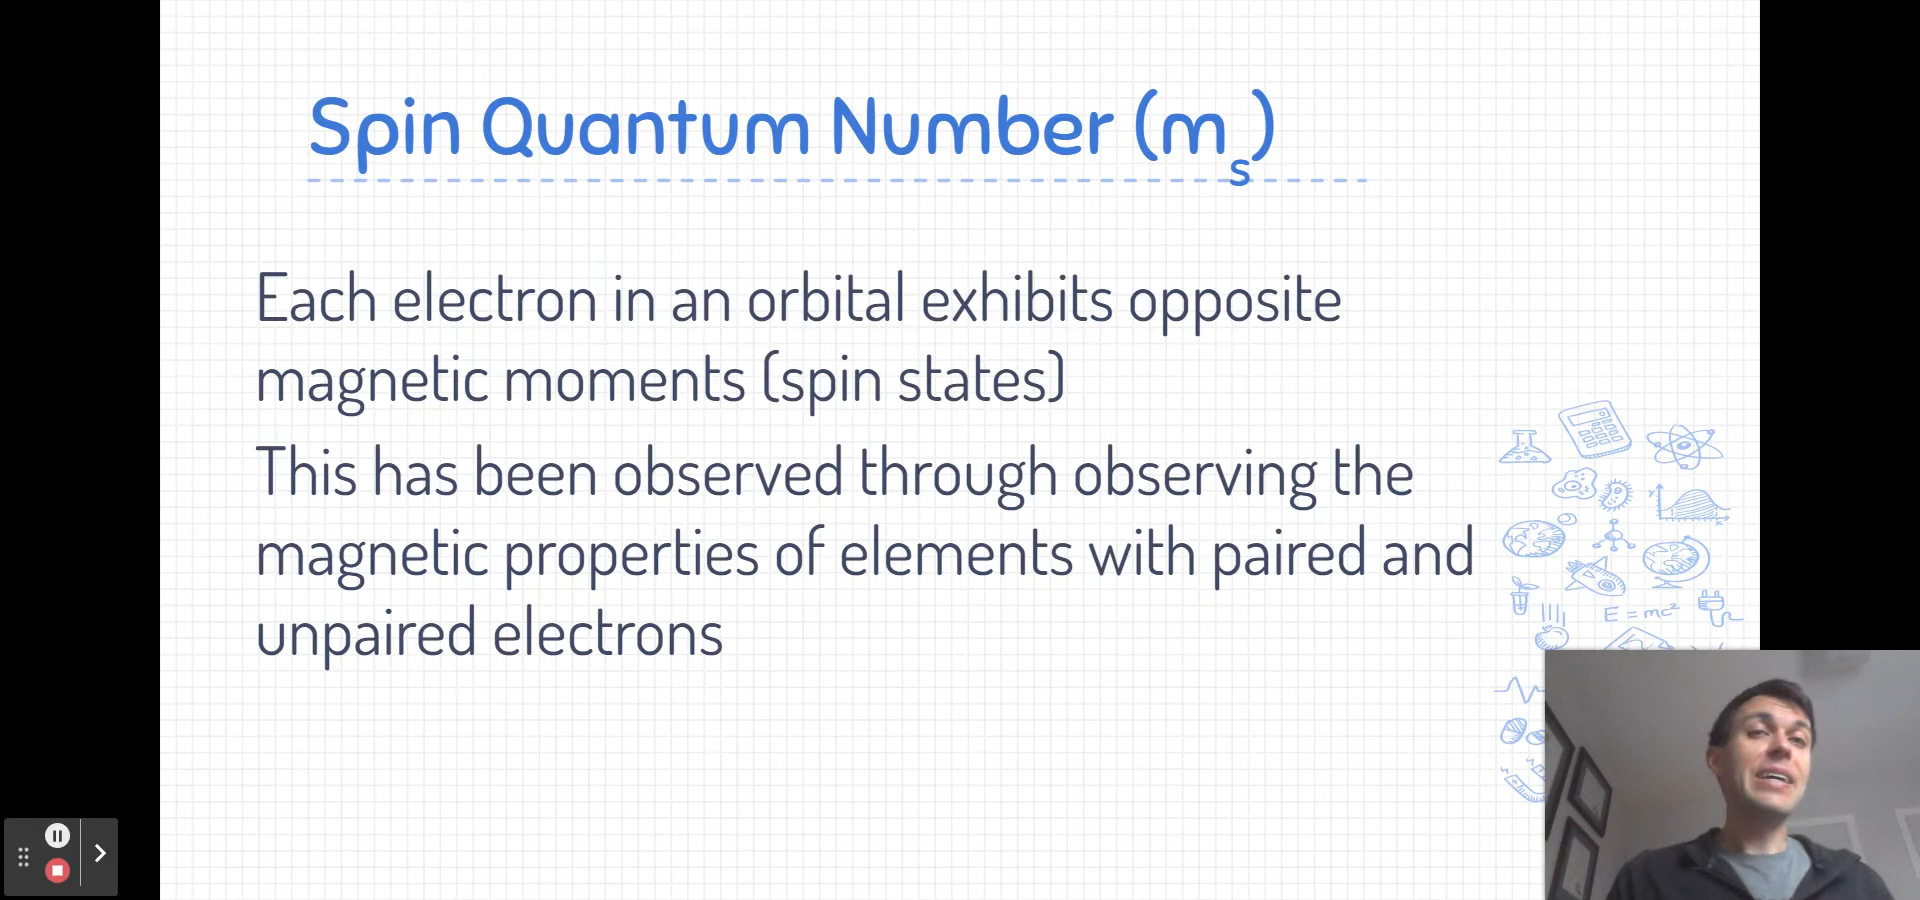 Spin Quantum Number (mₛ)
Each electron in an orbital exhibits opposite
magnetic moments (spin states)
This has been observed through observing the
magnetic properties of elements with paired and
unpaired electrons
E = mc²